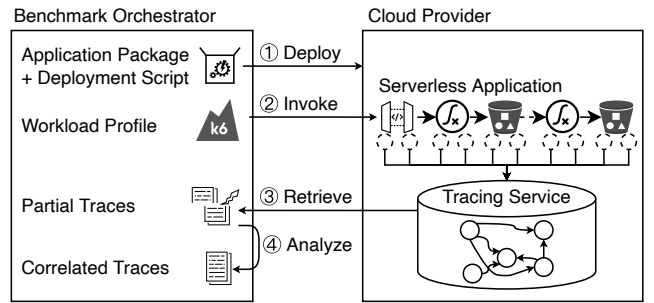 Benchmark Orchestrator
Cloud Provider
Application Package
+ Deployment Script
① Deploy
Serverless Application
② Invoke
</>
∫x
∫x
Workload Profile
k6
Partial Traces
③ Retrieve
Tracing Service
④ Analyze
Correlated Traces